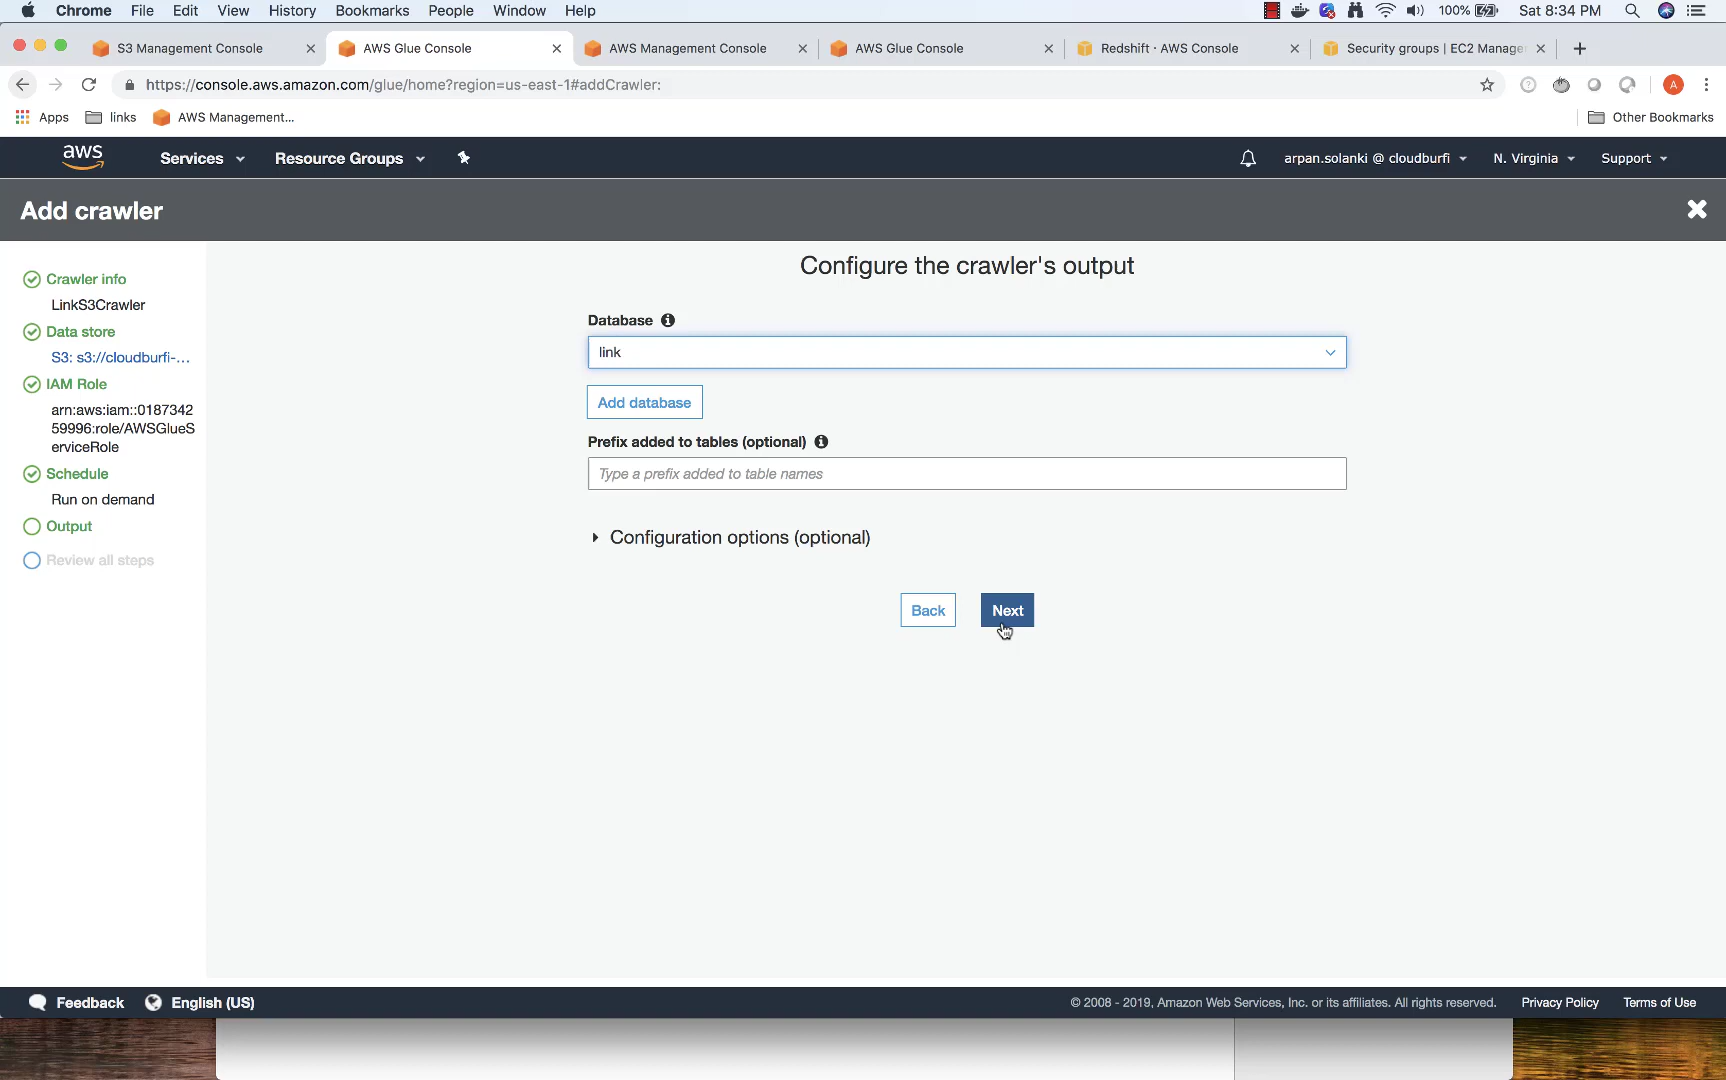 Chrome File Edit View History Bookmarks People Window Help 100% Sat 8:34 PM
S3 Management Console AWS Glue Console AWS Management Console AWS Glue Console Redshift · AWS Console Security groups | EC2 Manage
https://console.aws.amazon.com/glue/home?region=us-east-1#addCrawler:
A
Apps links AWS Management... Other Bookmarks
aws Services Resource Groups arpan.solanki @ cloudburfi N. Virginia Support
Add crawler
Crawler info
LinkS3Crawler
Data store
S3: s3://cloudburfi-...
IAM Role
arn:aws:iam::0187342
59996:role/AWSGlueS
erviceRole
Schedule
Run on demand
Output
Review all steps
Configure the crawler's output
Database
link
Add database
Prefix added to tables (optional)
Type a prefix added to table names
Configuration options (optional)
Back Next
Feedback English (US) © 2008 - 2019, Amazon Web Services, Inc. or its affiliates. All rights reserved. Privacy Policy Terms of Use